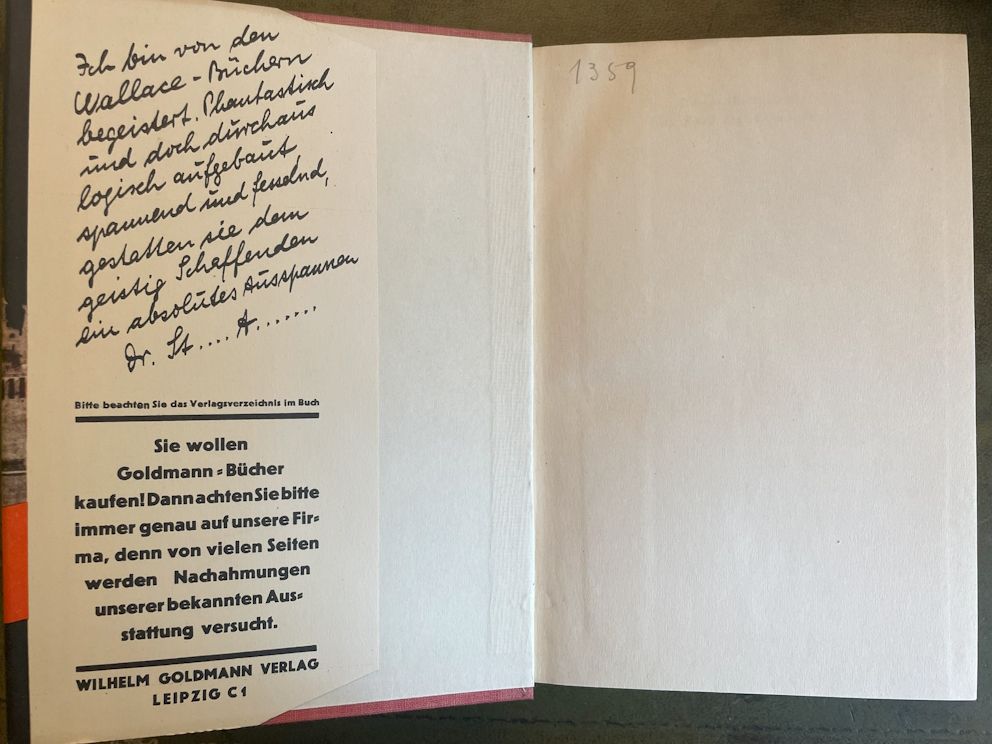 Ich bin von den
Wallace-Büchern
begeistert. Phantastisch
und doch durchaus
logisch aufgebaut,
spannend und fesselnd,
gestatten sie dem
geistig Schaffenden
ein absolutes Ausspannen
Dr. St.... A.......
Bitte beachten Sie das Verlagsverzeichnis im Buch
Sie wollen
Goldmann-Bücher
kaufen! Dann achten Sie bitte
immer genau auf unsere Fir-
ma, denn von vielen Seiten
werden Nachahmungen
unserer bekannten Aus-
stattung versucht.
WILHELM GOLDMANN VERLAG
LEIPZIG C1
1359